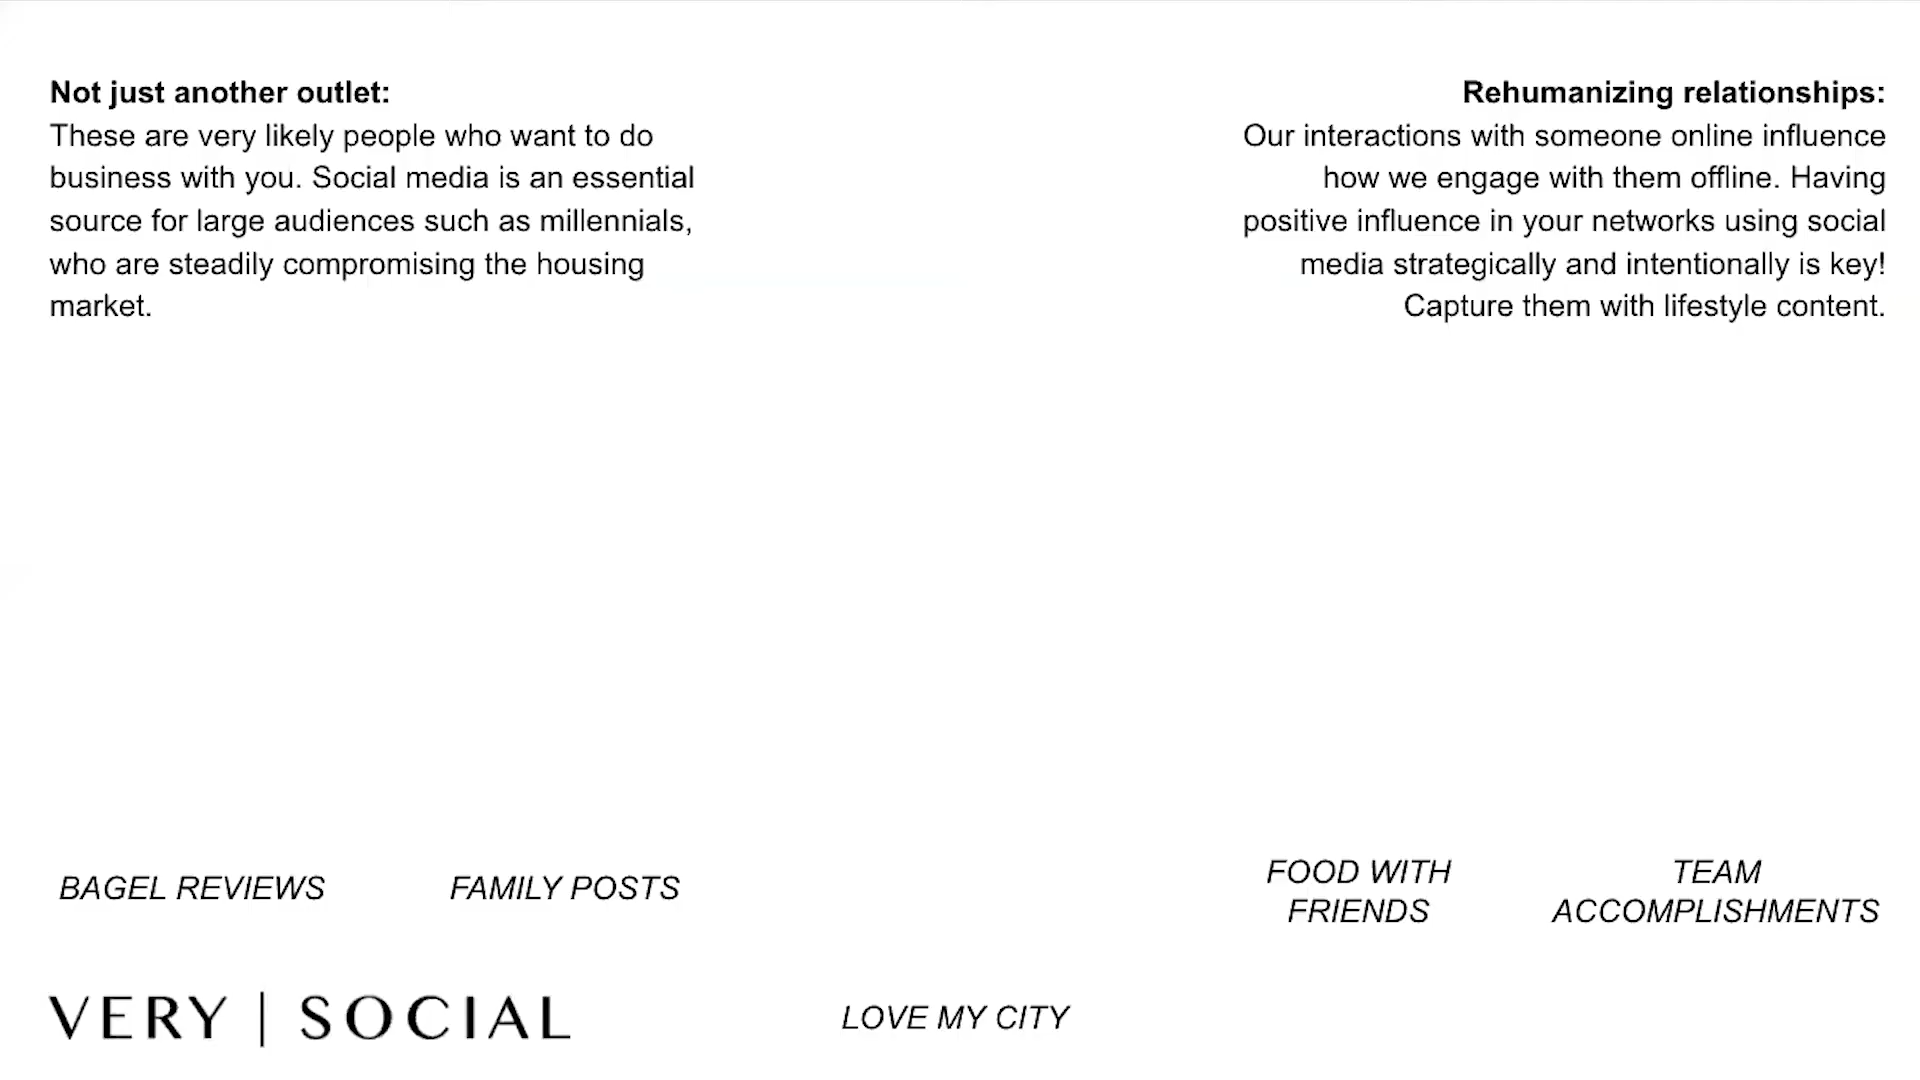 Not just another outlet:
These are very likely people who want to do
business with you. Social media is an essential
source for large audiences such as millennials,
who are steadily compromising the housing
market.
Rehumanizing relationships:
Our interactions with someone online influence
how we engage with them offline. Having
positive influence in your networks using social
media strategically and intentionally is key!
Capture them with lifestyle content.
BAGEL REVIEWS
FAMILY POSTS
FOOD WITH
FRIENDS
TEAM
ACCOMPLISHMENTS
VERY | SOCIAL
LOVE MY CITY